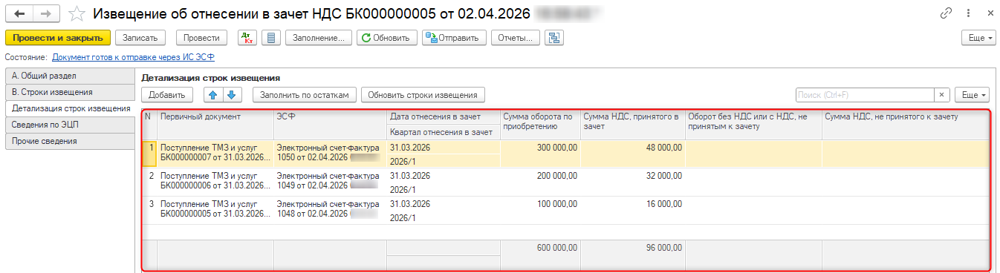 Извещение об отнесении в зачет НДС БК000000005 от 02.04.2026
Провести и закрыть Записать Провести Дт Кт Заполнение... Обновить Отправить Отчеты... Еще
Состояние: Документ готов к отправке через ИС ЭСФ
А. Общий раздел
В. Строки извещения
Детализация строк извещения
Сведения по ЭЦП
Прочие сведения
Детализация строк извещения
Добавить Заполнить по остаткам Обновить строки извещения Поиск (Ctrl+F) × Еще
N Первичный документ ЭСФ Дата отнесения в зачет Сумма оборота по Сумма НДС, принятого в Оборот без НДС или с НДС, не Сумма НДС, не принятого к зачету
Квартал отнесения в зачет приобретению зачет принятым к зачету
1 Поступление ТМЗ и услуг Электронный счет-фактура 31.03.2026 300 000,00 48 000,00
БК000000007 от 31.03.2026... 1050 от 02.04.2026 2026/1
2 Поступление ТМЗ и услуг Электронный счет-фактура 31.03.2026 200 000,00 32 000,00
БК000000006 от 31.03.2026... 1049 от 02.04.2026 2026/1
3 Поступление ТМЗ и услуг Электронный счет-фактура 31.03.2026 100 000,00 16 000,00
БК000000005 от 31.03.2026... 1048 от 02.04.2026 2026/1
600 000,00 96 000,00